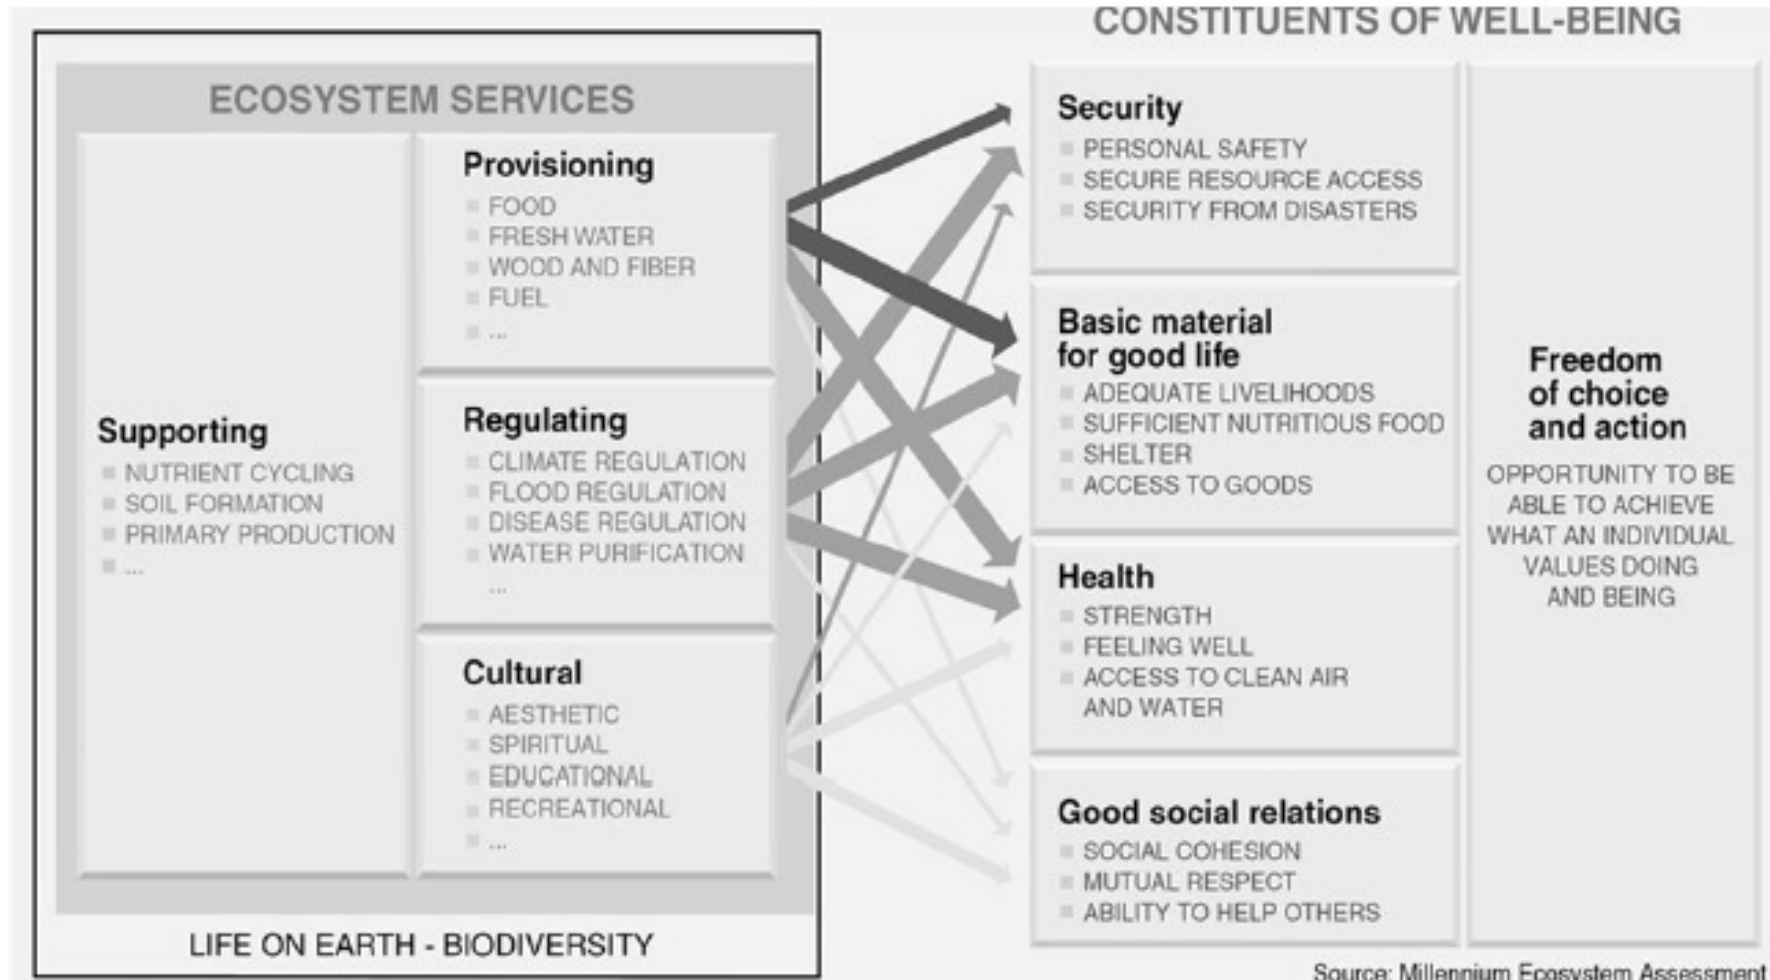 CONSTITUENTS OF WELL-BEING
ECOSYSTEM SERVICES
Supporting
NUTRIENT CYCLING
SOIL FORMATION
PRIMARY PRODUCTION
...
Provisioning
FOOD
FRESH WATER
WOOD AND FIBER
FUEL
...
Regulating
CLIMATE REGULATION
FLOOD REGULATION
DISEASE REGULATION
WATER PURIFICATION
...
Cultural
AESTHETIC
SPIRITUAL
EDUCATIONAL
RECREATIONAL
...
LIFE ON EARTH - BIODIVERSITY
Security
PERSONAL SAFETY
SECURE RESOURCE ACCESS
SECURITY FROM DISASTERS
Basic material
for good life
ADEQUATE LIVELIHOODS
SUFFICIENT NUTRITIOUS FOOD
SHELTER
ACCESS TO GOODS
Health
STRENGTH
FEELING WELL
ACCESS TO CLEAN AIR
AND WATER
Good social relations
SOCIAL COHESION
MUTUAL RESPECT
ABILITY TO HELP OTHERS
Freedom
of choice
and action
OPPORTUNITY TO BE
ABLE TO ACHIEVE
WHAT AN INDIVIDUAL
VALUES DOING
AND BEING
Source: Millennium Ecosystem Assessment